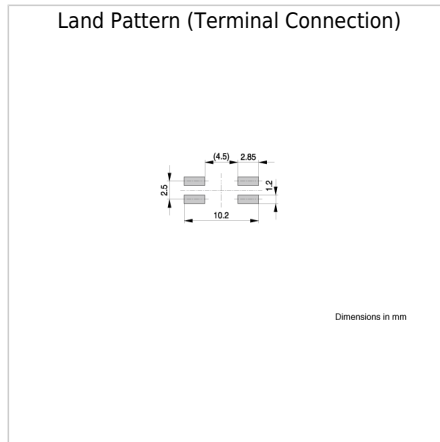 Land Pattern (Terminal Connection)
(4.5) 2.85
2.5
1.2
10.2
Dimensions in mm